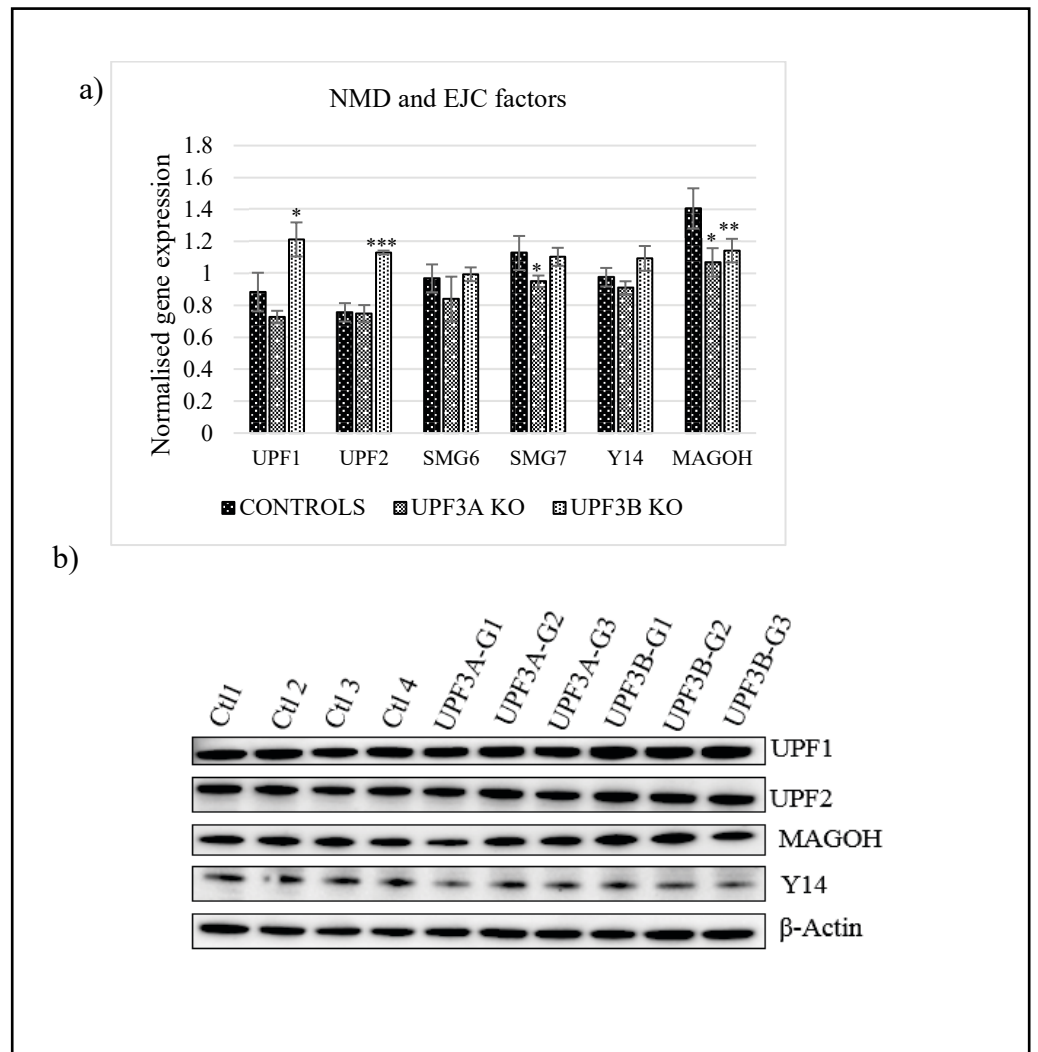 a)
NMD and EJC factors
Normalised gene expression
1.8
1.6
1.4
1.2
1
0.8
0.6
0.4
0.2
0
*
***
*
*
**
UPF1 UPF2 SMG6 SMG7 Y14 MAGOH
CONTROLS UPF3A KO UPF3B KO
b)
Ctl1 Ctl 2 Ctl 3 Ctl 4 UPF3A-G1 UPF3A-G2 UPF3A-G3 UPF3B-G1 UPF3B-G2 UPF3B-G3
UPF1
UPF2
MAGOH
Y14
β-Actin